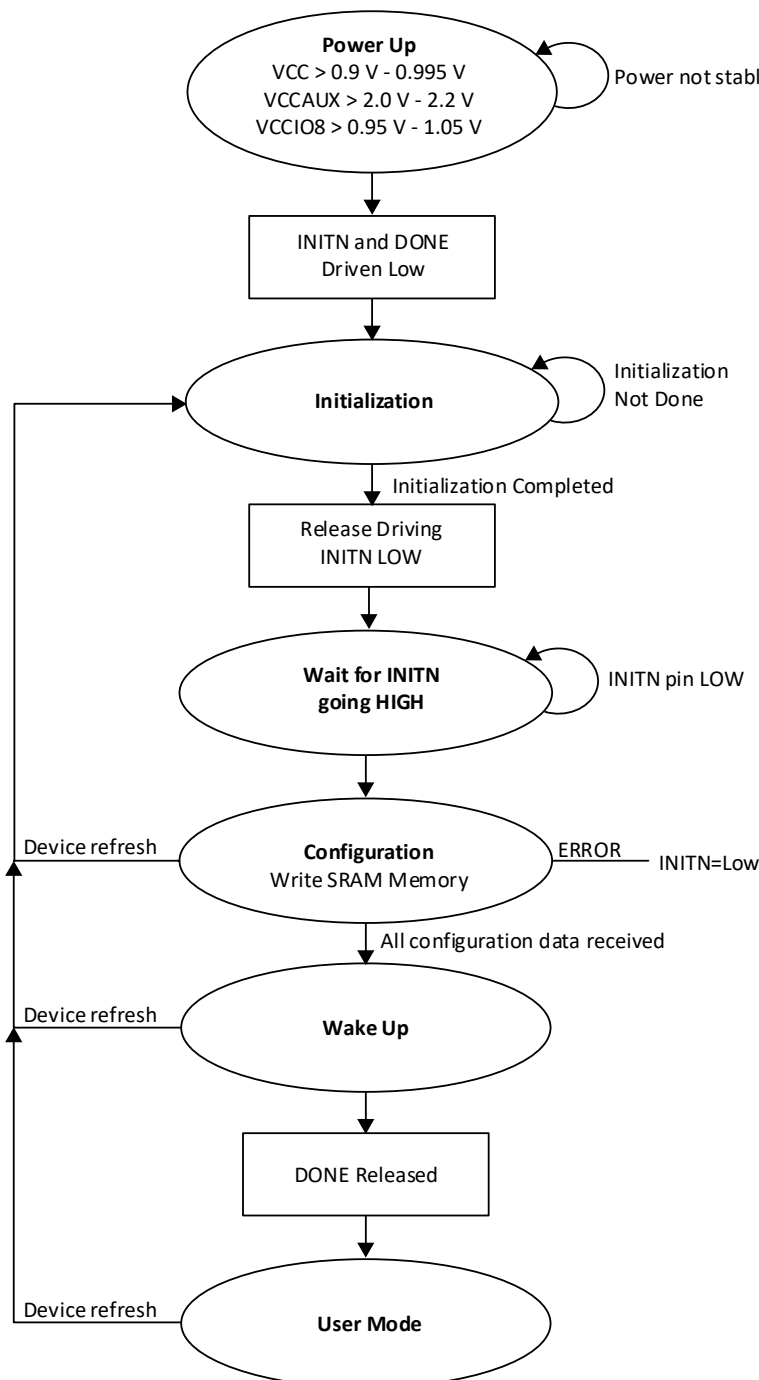 Power Up
VCC > 0.9 V - 0.995 V
VCCAUX > 2.0 V - 2.2 V
VCCIO8 > 0.95 V - 1.05 V
Power not stabl
INITN and DONE
Driven Low
Initialization
Initialization
Not Done
Initialization Completed
Release Driving
INITN LOW
Wait for INITN
going HIGH
INITN pin LOW
Device refresh
Configuration
Write SRAM Memory
ERROR
INITN=Low
All configuration data received
Device refresh
Wake Up
DONE Released
Device refresh
User Mode